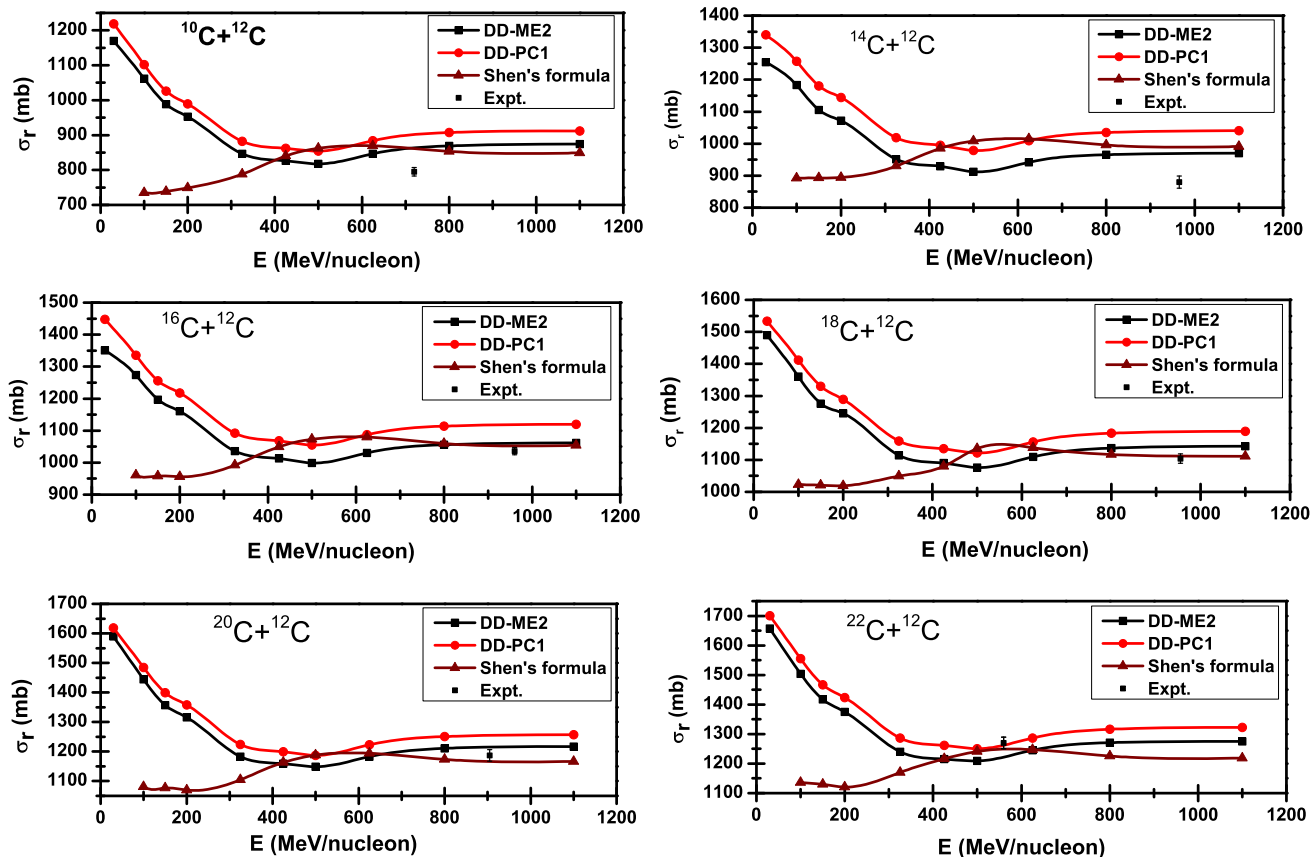 ¹⁰C+¹²C
DD-ME2
DD-PC1
Shen's formula
Expt.
σr (mb)
1200
1100
1000
900
800
700
0 200 400 600 800 1000 1200
E (MeV/nucleon)
¹⁴C+¹²C
DD-ME2
DD-PC1
Shen's formula
Expt.
σr (mb)
1400
1300
1200
1100
1000
900
800
0 200 400 600 800 1000 1200
E (MeV/nucleon)
¹⁶C+¹²C
DD-ME2
DD-PC1
Shen's formula
Expt.
σr (mb)
1500
1400
1300
1200
1100
1000
900
0 200 400 600 800 1000 1200
E (MeV/nucleon)
¹⁸C+¹²C
DD-ME2
DD-PC1
Shen's formula
Expt.
σr (mb)
1600
1500
1400
1300
1200
1100
1000
0 200 400 600 800 1000 1200
E (MeV/nucleon)
²⁰C+¹²C
DD-ME2
DD-PC1
Shen's formula
Expt.
σr (mb)
1700
1600
1500
1400
1300
1200
1100
0 200 400 600 800 1000 1200
E (MeV/nucleon)
²²C+¹²C
DD-ME2
DD-PC1
Shen's formula
Expt.
σr (mb)
1700
1600
1500
1400
1300
1200
1100
0 200 400 600 800 1000 1200
E (MeV/nucleon)